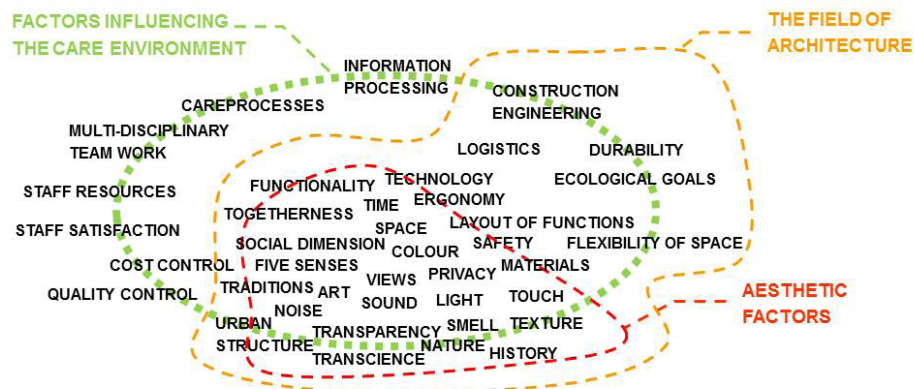 FACTORS INFLUENCING
THE CARE ENVIRONMENT
THE FIELD OF
ARCHITECTURE
INFORMATION
PROCESSING
CAREPROCESSES
CONSTRUCTION
ENGINEERING
MULTI-DISCIPLINARY
TEAM WORK
LOGISTICS
DURABILITY
STAFF RESOURCES
FUNCTIONALITY
TECHNOLOGY
ECOLOGICAL GOALS
TOGETHERNESS
TIME
ERGONOMY
STAFF SATISFACTION
SPACE
LAYOUT OF FUNCTIONS
SOCIAL DIMENSION
COLOUR
SAFETY
FLEXIBILITY OF SPACE
COST CONTROL
FIVE SENSES
VIEWS
PRIVACY
MATERIALS
QUALITY CONTROL
TRADITIONS
ART
NOISE
SOUND
LIGHT
TOUCH
AESTHETIC
FACTORS
URBAN
STRUCTURE
TRANSPARENCY
SMELL
TEXTURE
TRANSCIENCE
NATURE
HISTORY